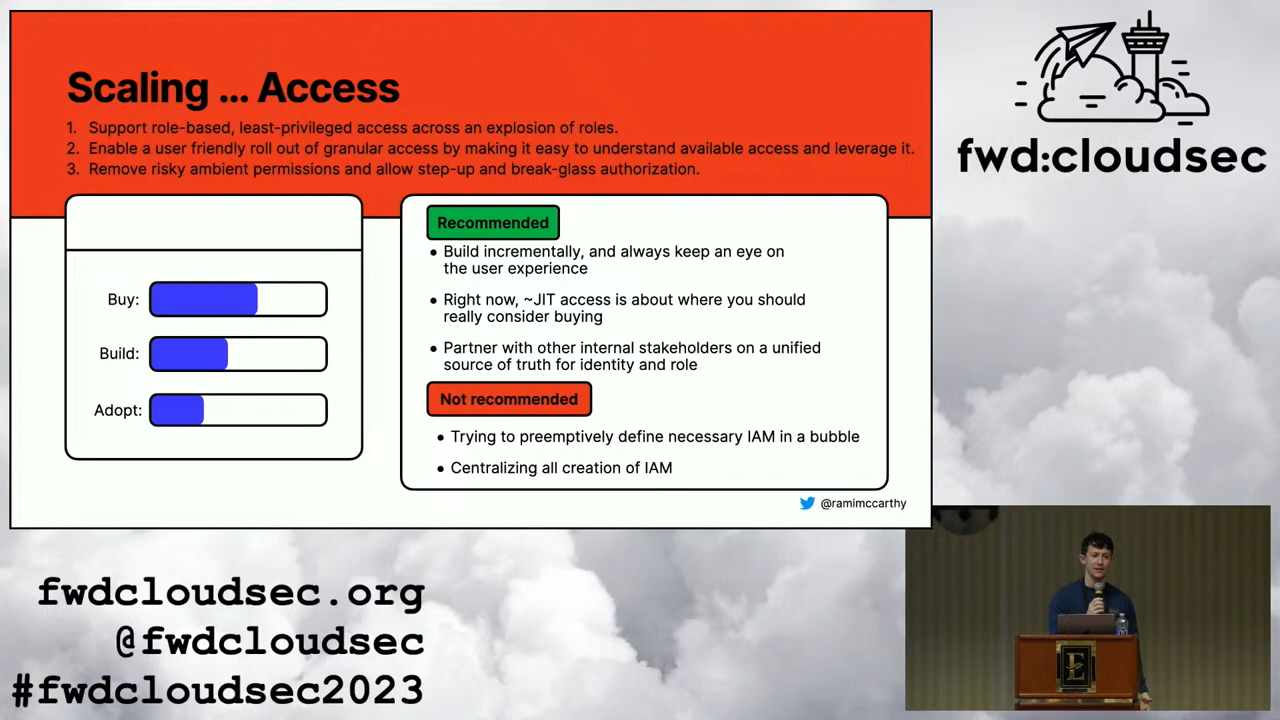 Scaling ... Access
1. Support role-based, least-privileged access across an explosion of roles.
2. Enable a user friendly roll out of granular access by making it easy to understand available access and leverage it.
3. Remove risky ambient permissions and allow step-up and break-glass authorization.
Buy:
Build:
Adopt:
Recommended
• Build incrementally, and always keep an eye on
the user experience
• Right now, ~JIT access is about where you should
really consider buying
• Partner with other internal stakeholders on a unified
source of truth for identity and role
Not recommended
• Trying to preemptively define necessary IAM in a bubble
• Centralizing all creation of IAM
@ramimccarthy
fwd:cloudsec
fwdcloudsec.org
@fwdcloudsec
#fwdcloudsec2023
E